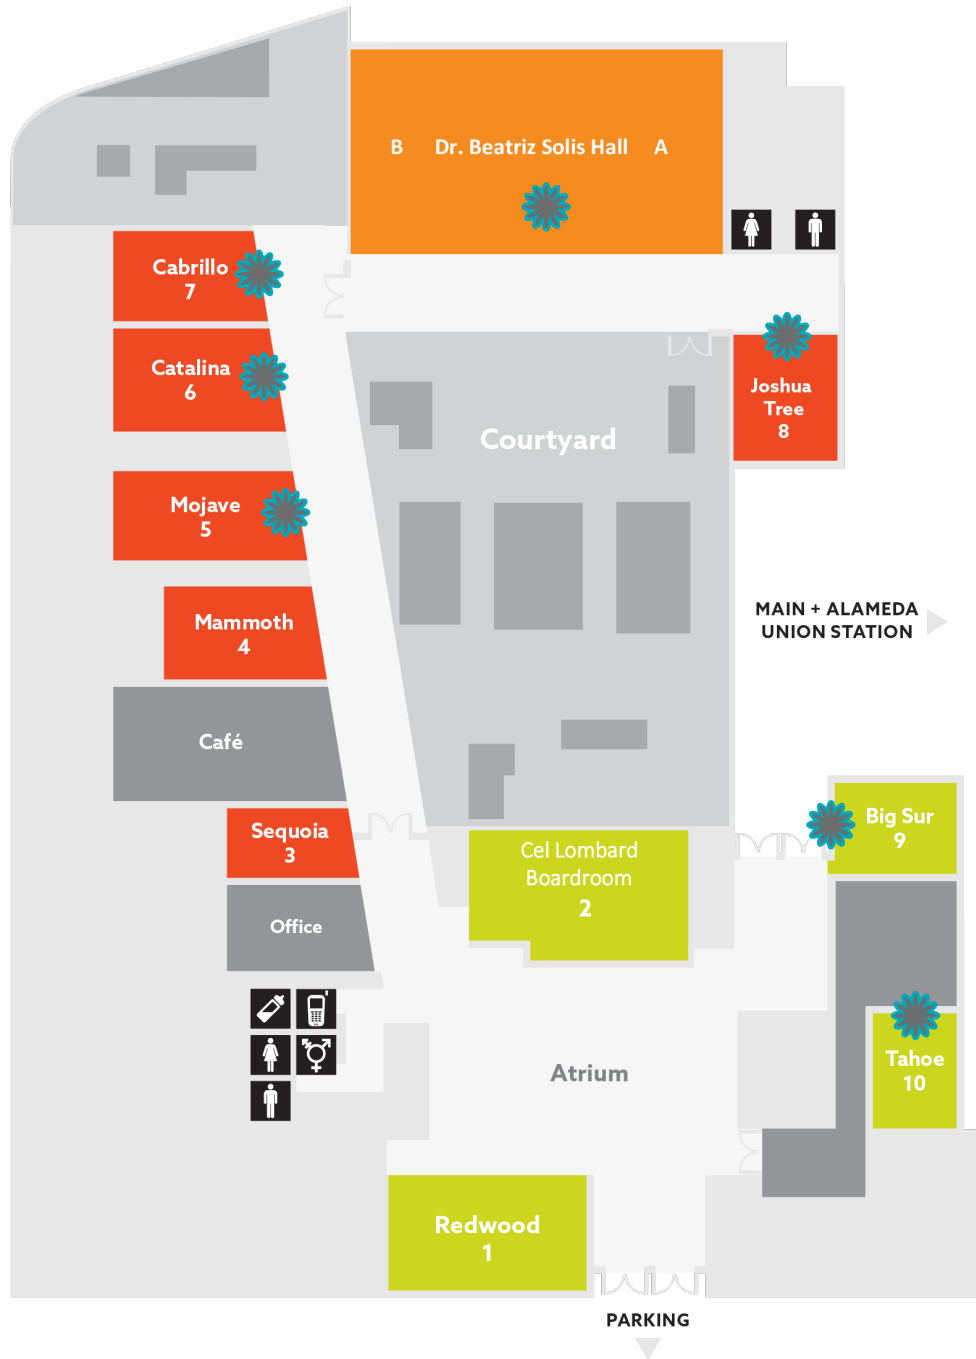 B Dr. Beatriz Solis Hall A
Cabrillo
7
Catalina
6
Joshua
Tree
8
Courtyard
Mojave
5
Mammoth
4
MAIN + ALAMEDA
UNION STATION
Café
Sequoia
3
Cel Lombard
Boardroom
2
Big Sur
9
Office
Atrium
Tahoe
10
Redwood
1
PARKING